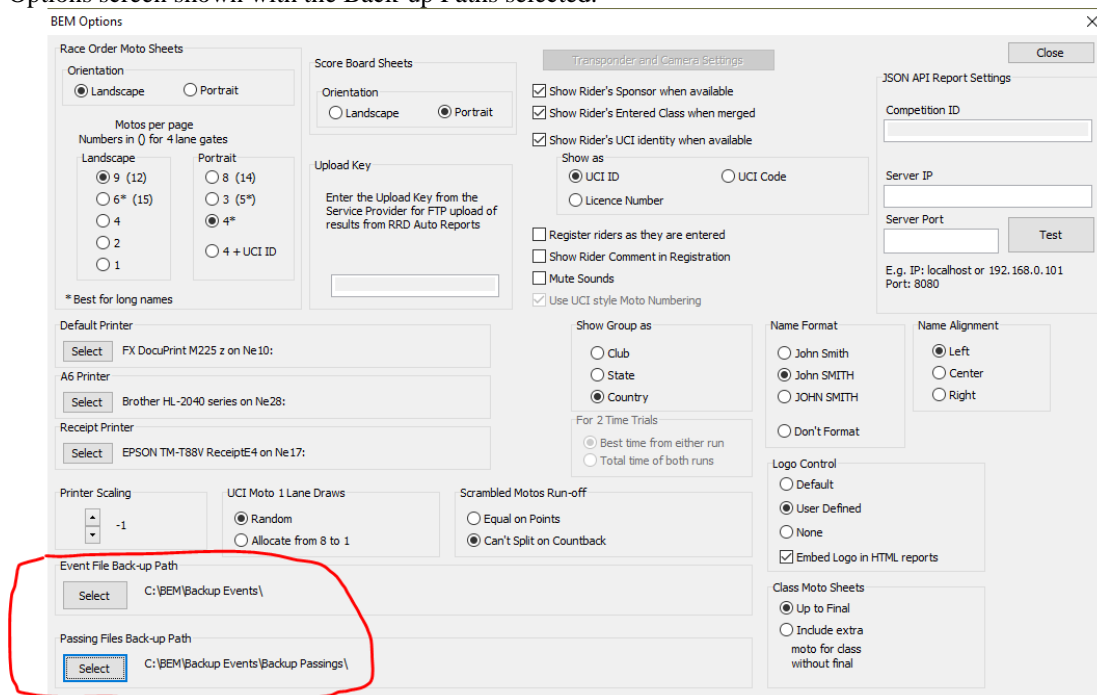 Options screen shown with the Back-up Paths selected.
BEM Options
Close
Race Order Moto Sheets
Orientation
Landscape
Portrait
Motos per page
Numbers in () for 4 lane gates
Landscape
9 (12)
6* (15)
4
2
1
Portrait
8 (14)
3 (5*)
4*
4 + UCI ID
* Best for long names
Score Board Sheets
Orientation
Landscape
Portrait
Upload Key
Enter the Upload Key from the
Service Provider for FTP upload of
results from RRD Auto Reports
Transponder and Camera Settings
Show Rider's Sponsor when available
Show Rider's Entered Class when merged
Show Rider's UCI identity when available
Show as
UCI ID
UCI Code
Licence Number
Register riders as they are entered
Show Rider Comment in Registration
Mute Sounds
Use UCI style Moto Numbering
JSON API Report Settings
Competition ID
Server IP
Server Port
Test
E.g. IP: localhost or 192.168.0.101
Port: 8080
Default Printer
Select
FX DocuPrint M225 z on Ne10:
A6 Printer
Select
Brother HL-2040 series on Ne28:
Receipt Printer
Select
EPSON TM-T88V ReceiptE4 on Ne17:
Show Group as
Club
State
Country
For 2 Time Trials
Best time from either run
Total time of both runs
Name Format
John Smith
John SMITH
JOHN SMITH
Don't Format
Name Alignment
Left
Center
Right
Printer Scaling
-1
UCI Moto 1 Lane Draws
Random
Allocate from 8 to 1
Scrambled Motos Run-off
Equal on Points
Can't Split on Countback
Logo Control
Default
User Defined
None
Embed Logo in HTML reports
Event File Back-up Path
Select
C:\BEM\Backup Events\
Passing Files Back-up Path
Select
C:\BEM\Backup Events\Backup Passings\
Class Moto Sheets
Up to Final
Include extra
moto for class
without final